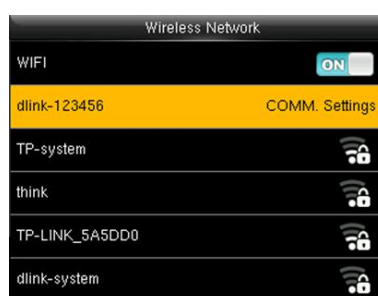 Wireless Network
WIFI ON
dlink-123456 COMM. Settings
TP-system
think
TP-LINK_5A5DD0
dlink-system